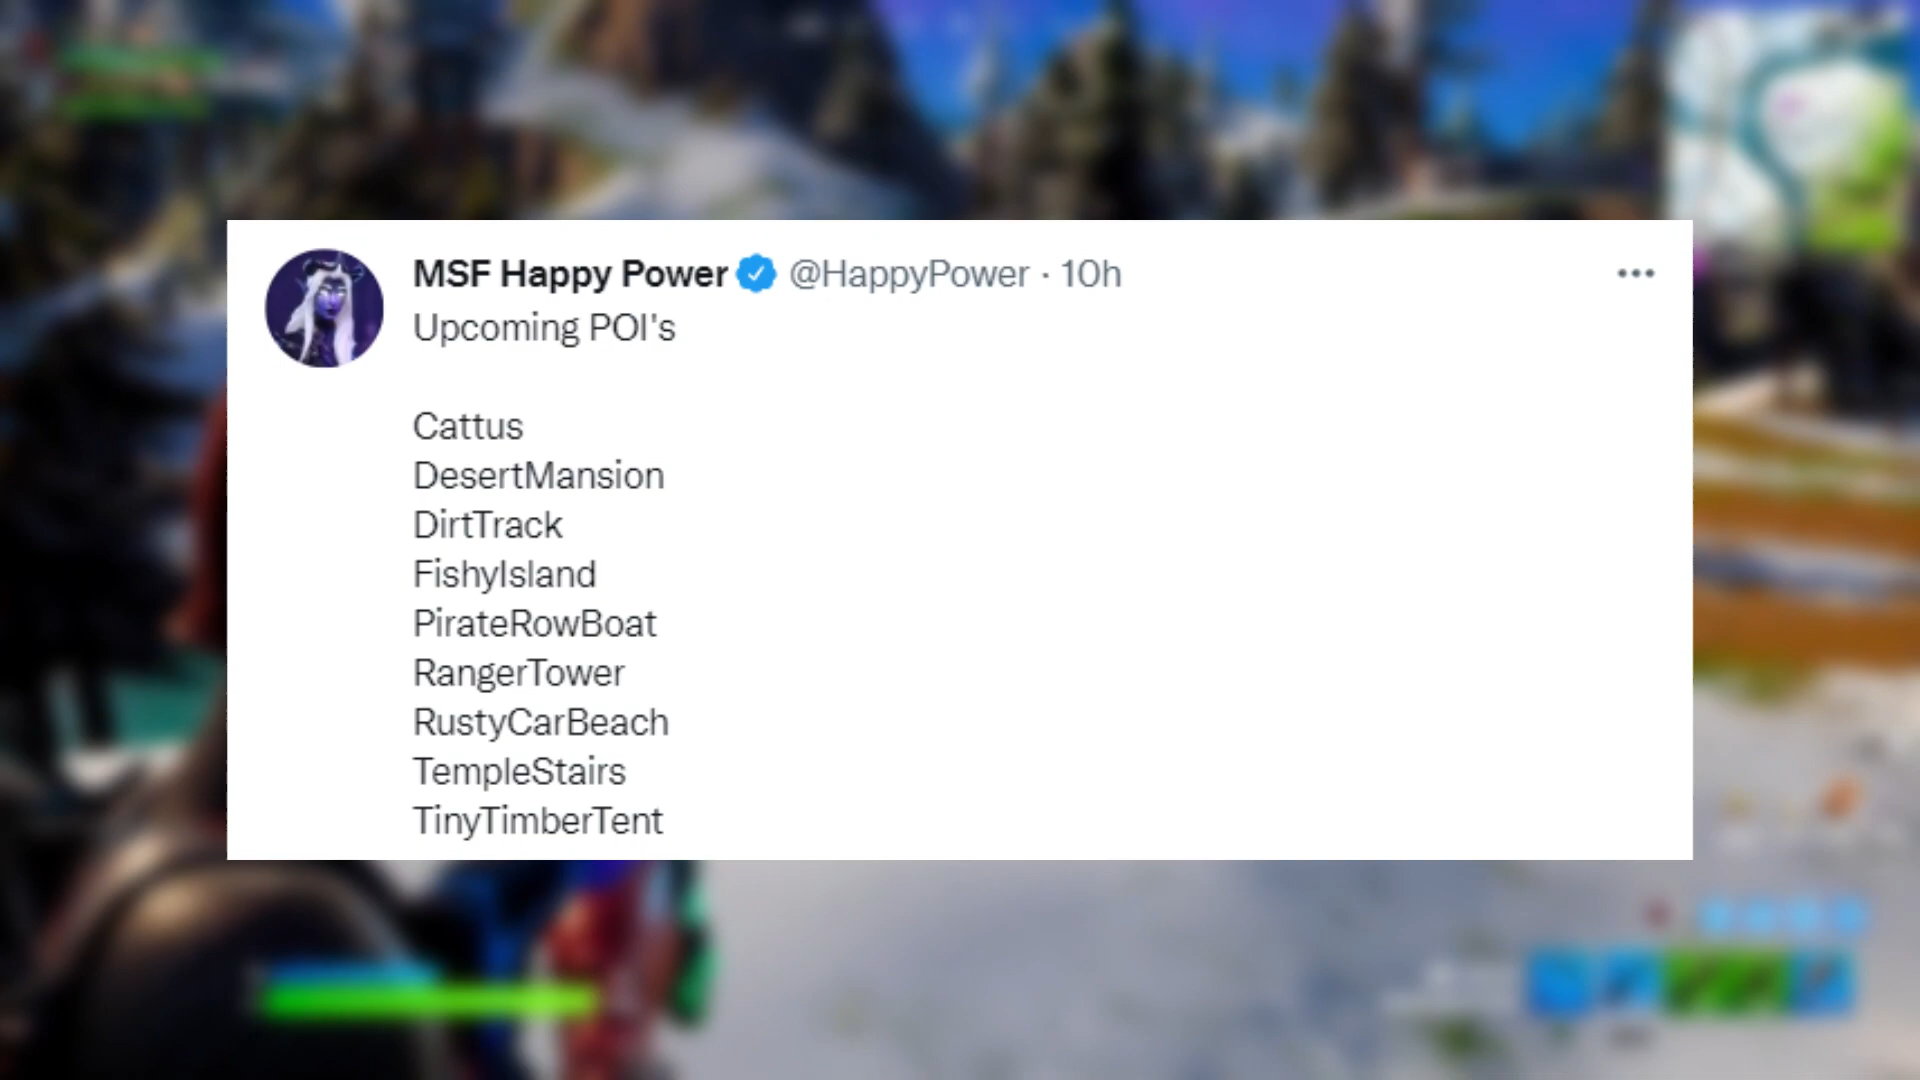 MSF Happy Power @HappyPower · 10h
Upcoming POI's
Cattus
DesertMansion
DirtTrack
FishyIsland
PirateRowBoat
RangerTower
RustyCarBeach
TempleStairs
TinyTimberTent